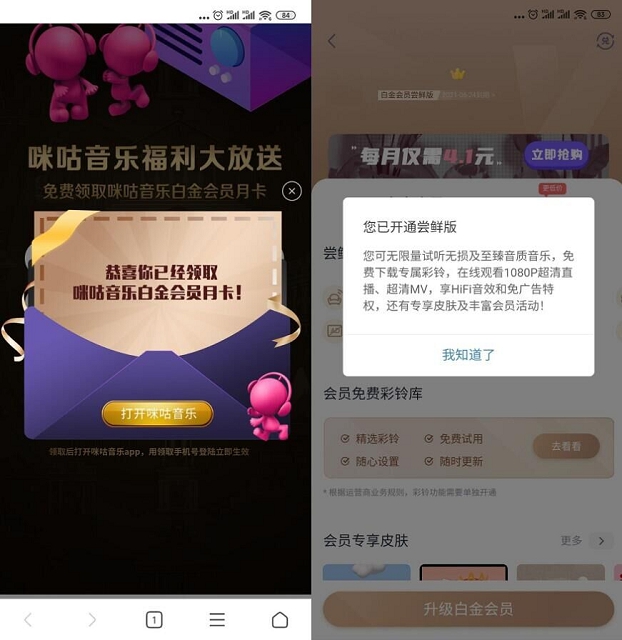 84
咪咕音乐福利大放送
免费领取咪咕音乐白金会员月卡
恭喜你已经领取
咪咕音乐白金会员月卡！
打开咪咕音乐
领取后打开咪咕音乐app，用领取手机号登陆立即生效
1
83
白金会员尝鲜版
每月仅需4.1元
立即抢购
更低价
您已开通尝鲜版
您可无限量试听无损及至臻音质音乐，免
费下载专属彩铃，在线观看1080P超清直
播、超清MV，享HiFi音效和免广告特
权，还有专享皮肤及丰富会员活动！
我知道了
会员免费彩铃库
精选彩铃 免费试用
去看看
随心设置 随时更新
*根据运营商业务规则，彩铃功能需要单独开通
会员专享皮肤
更多
升级白金会员